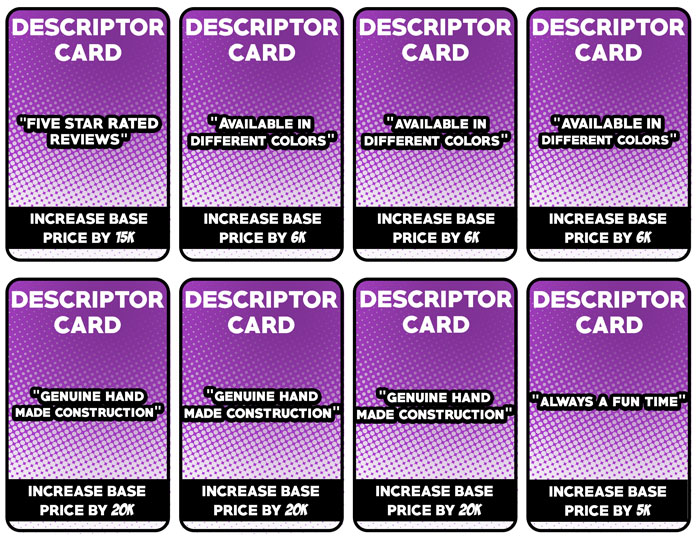 DESCRIPTOR
CARD
"FIVE STAR RATED
REVIEWS"
INCREASE BASE
PRICE BY 15K
DESCRIPTOR
CARD
"AVAILABLE IN
DIFFERENT COLORS"
INCREASE BASE
PRICE BY 6K
DESCRIPTOR
CARD
"AVAILABLE IN
DIFFERENT COLORS"
INCREASE BASE
PRICE BY 6K
DESCRIPTOR
CARD
"AVAILABLE IN
DIFFERENT COLORS"
INCREASE BASE
PRICE BY 6K
DESCRIPTOR
CARD
"GENUINE HAND
MADE CONSTRUCTION"
INCREASE BASE
PRICE BY 20K
DESCRIPTOR
CARD
"GENUINE HAND
MADE CONSTRUCTION"
INCREASE BASE
PRICE BY 20K
DESCRIPTOR
CARD
"GENUINE HAND
MADE CONSTRUCTION"
INCREASE BASE
PRICE BY 20K
DESCRIPTOR
CARD
"ALWAYS A FUN TIME"
INCREASE BASE
PRICE BY 5K